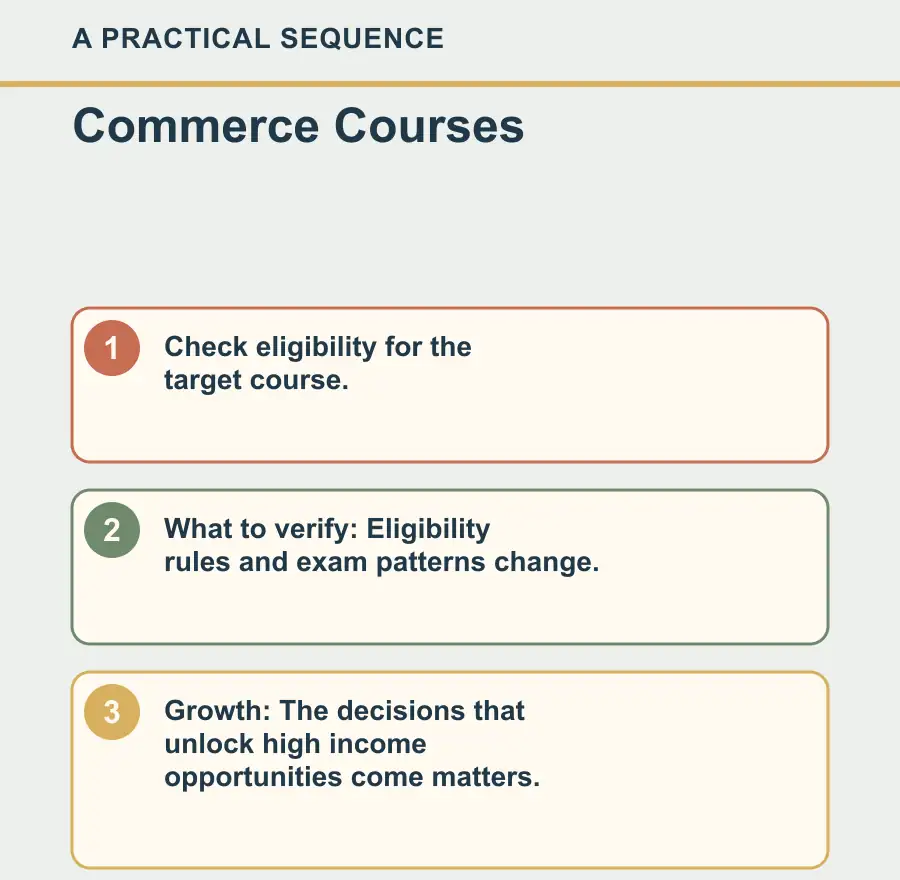 A PRACTICAL SEQUENCE
Commerce Courses
1
Check eligibility for the
target course.
2
What to verify: Eligibility
rules and exam patterns change.
3
Growth: The decisions that
unlock high income
opportunities come matters.